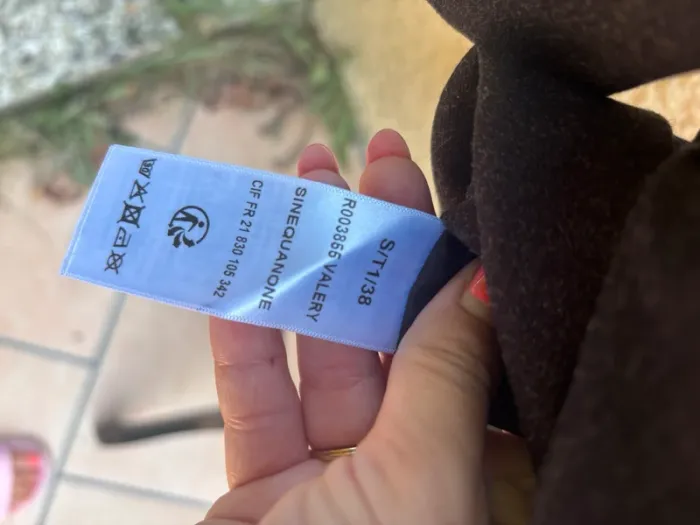 S/T1/38
R003865 VALERY
SINEQUANONE
CIF FR 21 830 105 342